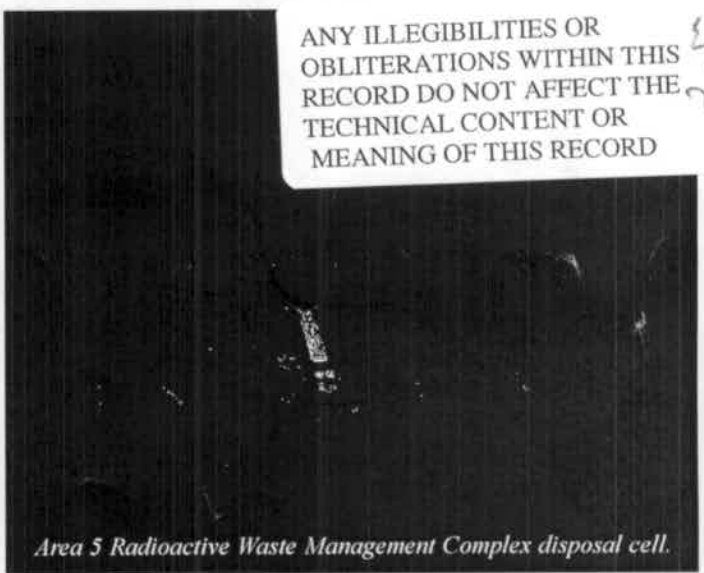 ANY ILLEGIBILITIES OR
OBLITERATIONS WITHIN THIS
RECORD DO NOT AFFECT THE
TECHNICAL CONTENT OR
MEANING OF THIS RECORD
Area 5 Radioactive Waste Management Complex disposal cell.